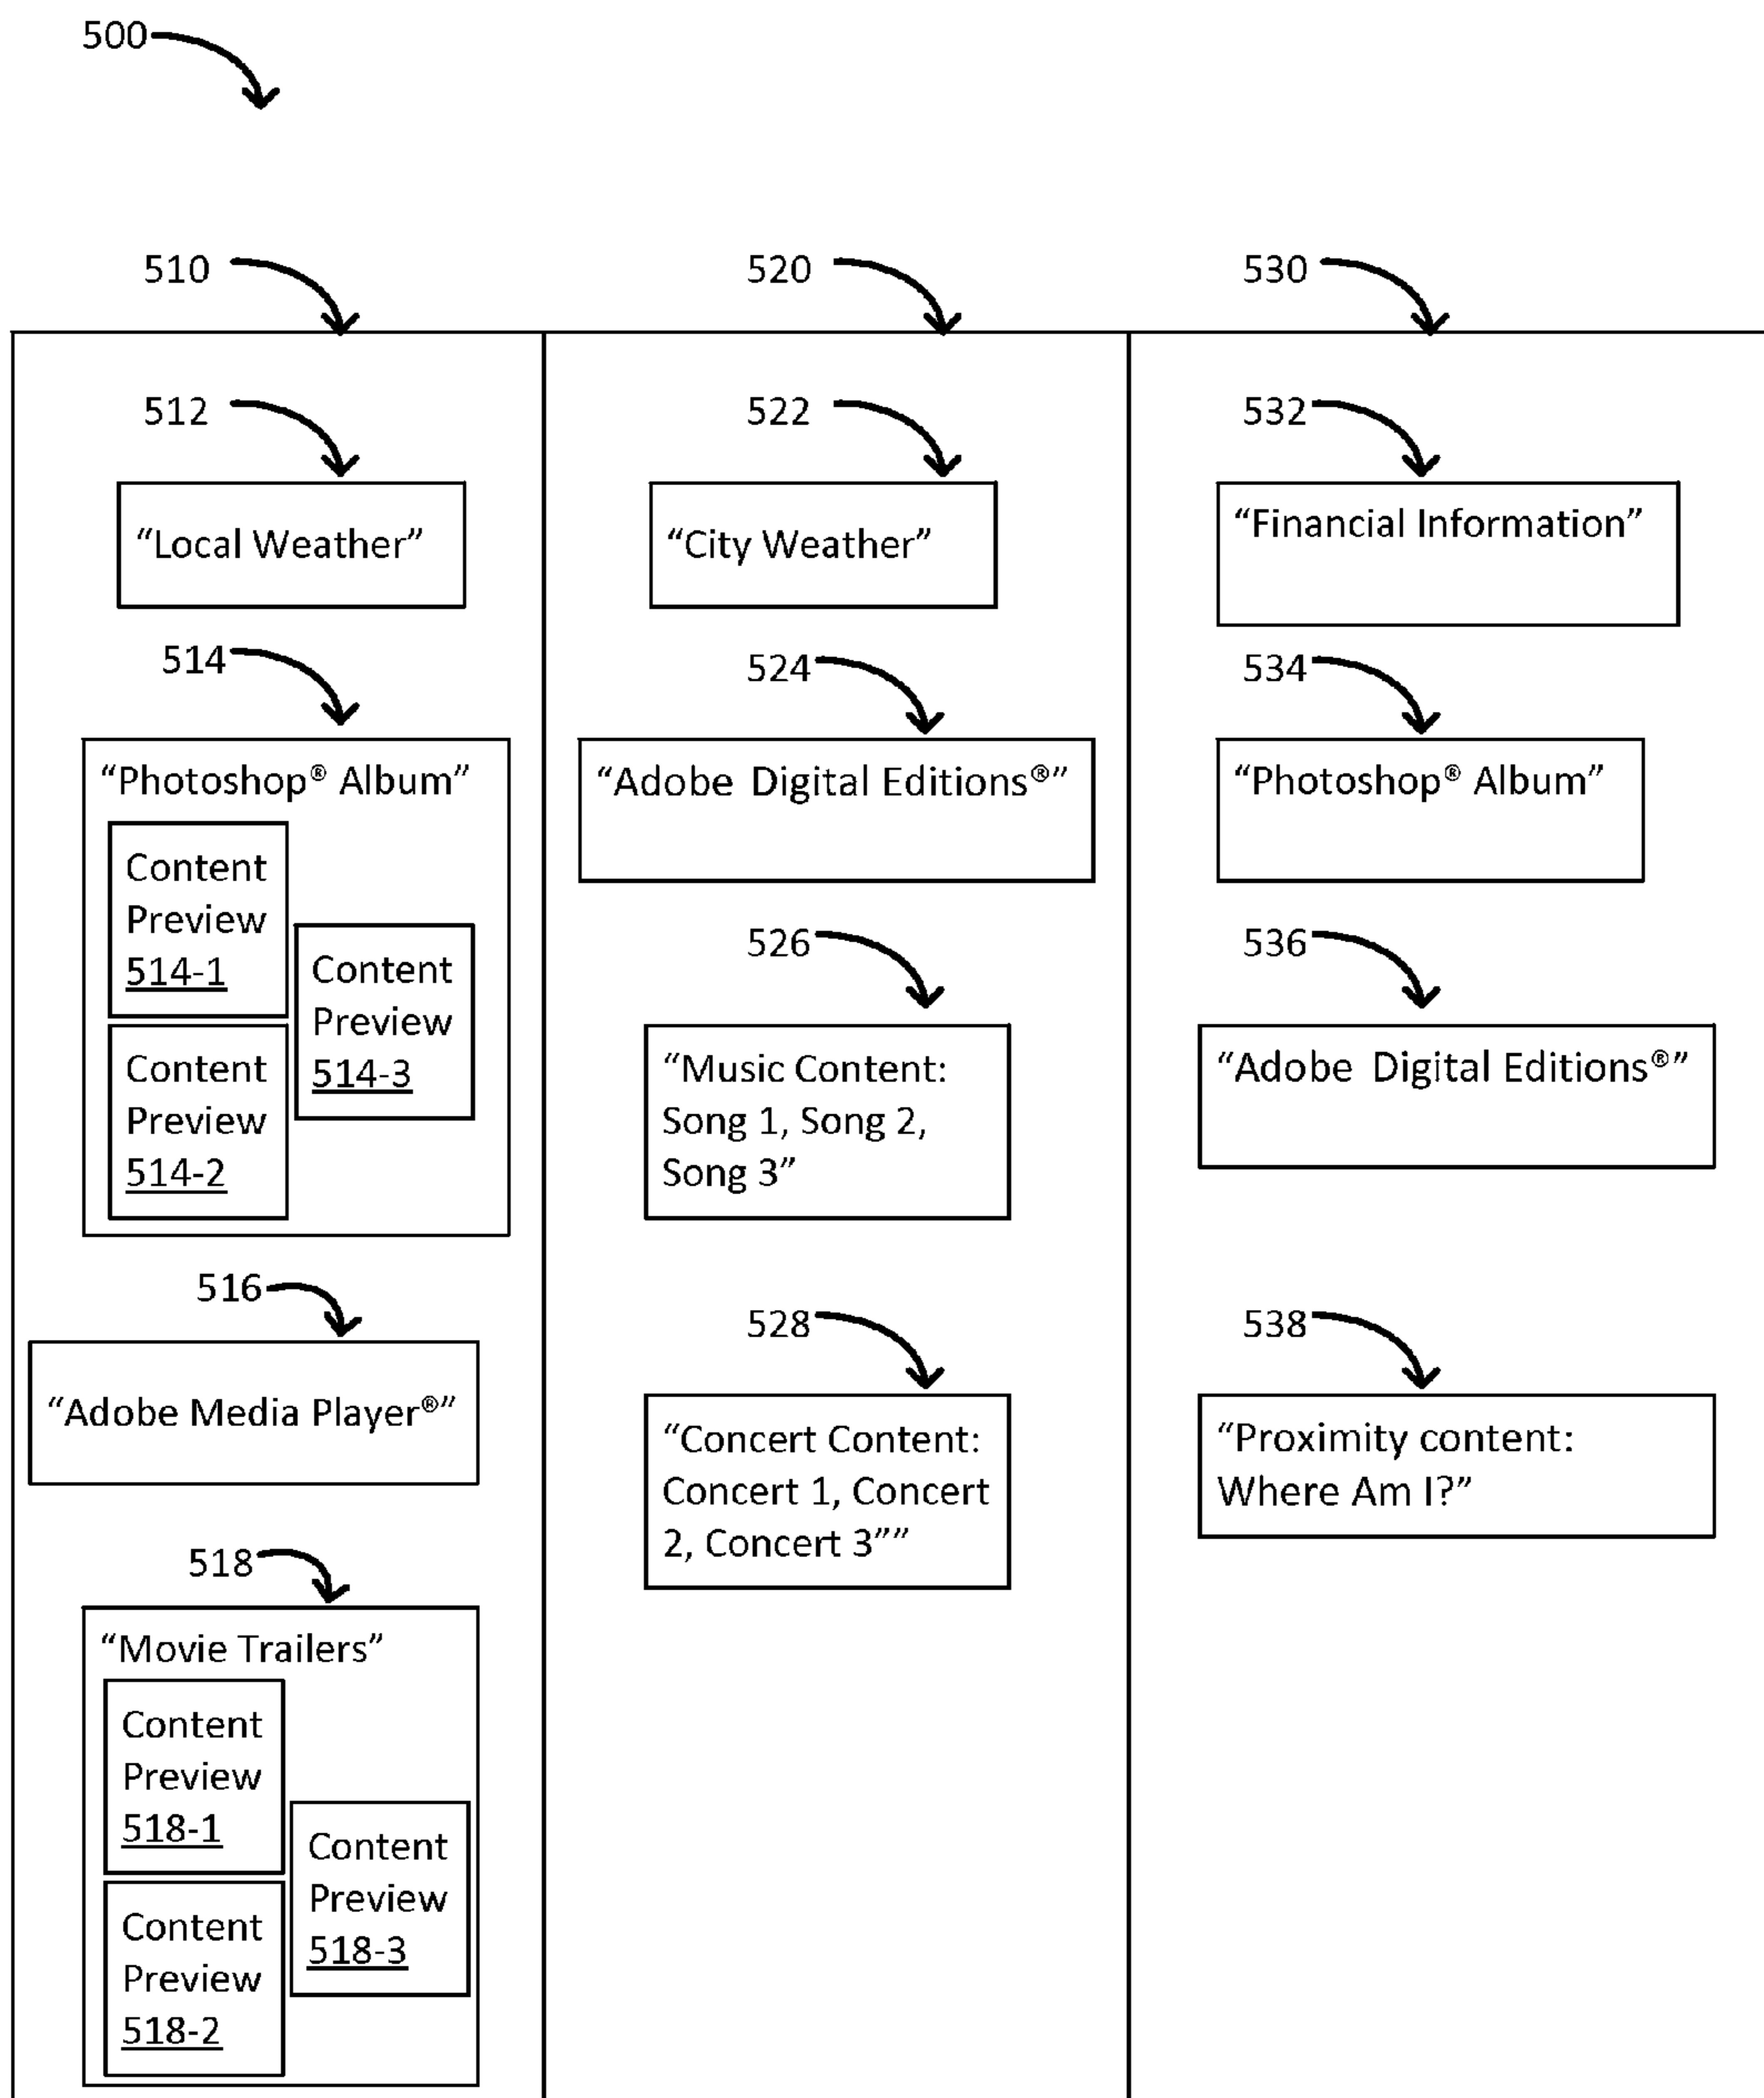 500
510
520
530
512
“Local Weather”
514
“Photoshop® Album”
Content
Preview
514-1
Content
Preview
514-2
Content
Preview
514-3
516
“Adobe Media Player®”
518
“Movie Trailers”
Content
Preview
518-1
Content
Preview
518-2
Content
Preview
518-3
522
“City Weather”
524
“Adobe Digital Editions®”
526
“Music Content:
Song 1, Song 2,
Song 3”
528
“Concert Content:
Concert 1, Concert
2, Concert 3””
532
“Financial Information”
534
“Photoshop® Album”
536
“Adobe Digital Editions®”
538
“Proximity content:
Where Am I?”